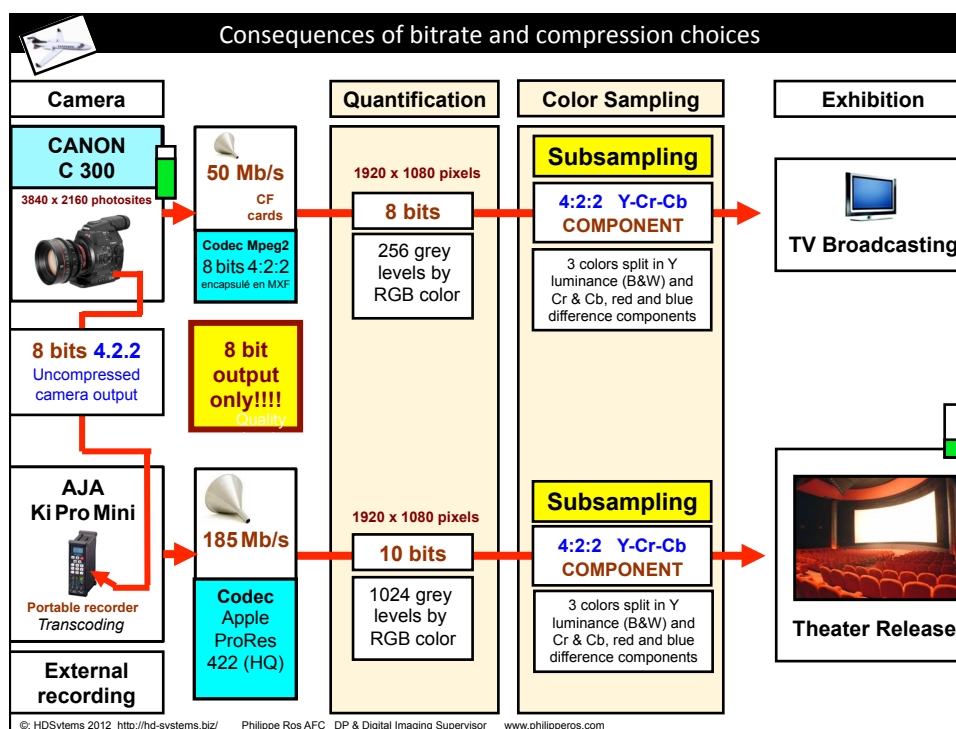 Consequences of bitrate and compression choices
Camera
Quantification
Color Sampling
Exhibition
CANON
C 300
3840 x 2160 photosites
50 Mb/s
CF
cards
Codec Mpeg2
8 bits 4:2:2
encapsulé en MXF
1920 x 1080 pixels
8 bits
256 grey
levels by
RGB color
Subsampling
4:2:2 Y-Cr-Cb
COMPONENT
3 colors split in Y
luminance (B&W) and
Cr & Cb, red and blue
difference components
TV Broadcasting
8 bits 4.2.2
Uncompressed
camera output
8 bit
output
only!!!!
Quality
AJA
Ki Pro Mini
Portable recorder
Transcoding
External
recording
185 Mb/s
Codec
Apple
ProRes
422 (HQ)
1920 x 1080 pixels
10 bits
1024 grey
levels by
RGB color
Subsampling
4:2:2 Y-Cr-Cb
COMPONENT
3 colors split in Y
luminance (B&W) and
Cr & Cb, red and blue
difference components
Theater Release
©: HDSytems 2012 http://hd-systems.biz/ Philippe Ros AFC DP & Digital Imaging Supervisor www.philipperos.com